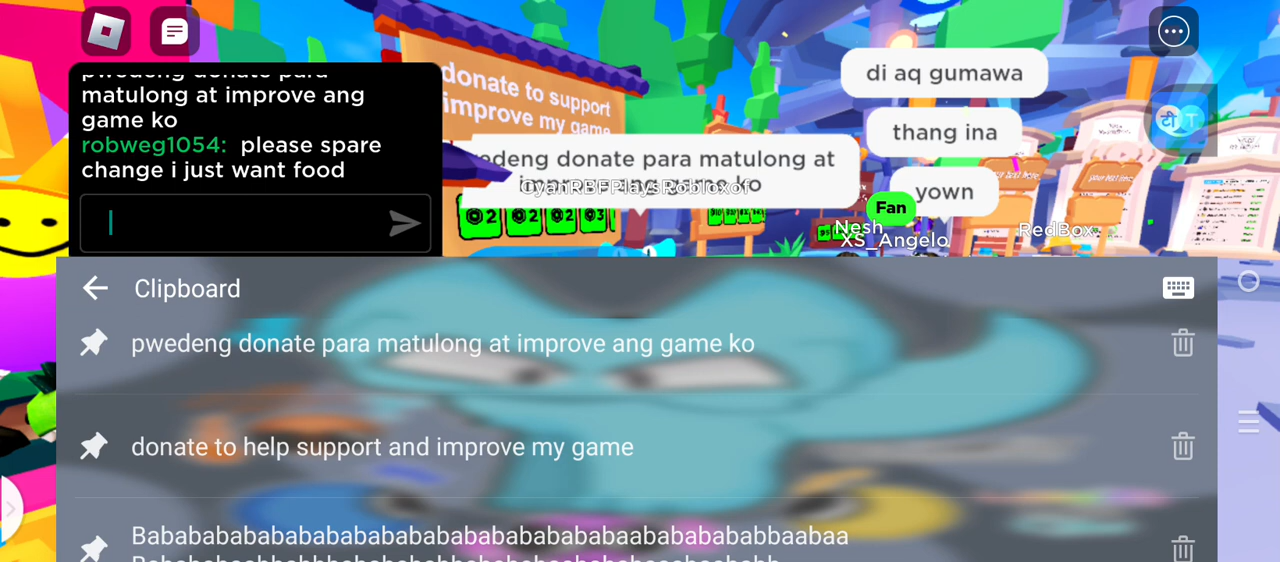 pwedeng donate para
matulong at improve ang
game ko
robweg1054: please spare
change i just want food
donate to support
improve my game
donate para matulong at
ko
di aq gumawa
thang ina
yown
Fan
Nesh
XS_Angelo
RedBox
Clipboard
pwedeng donate para matulong at improve ang game ko
donate to help support and improve my game